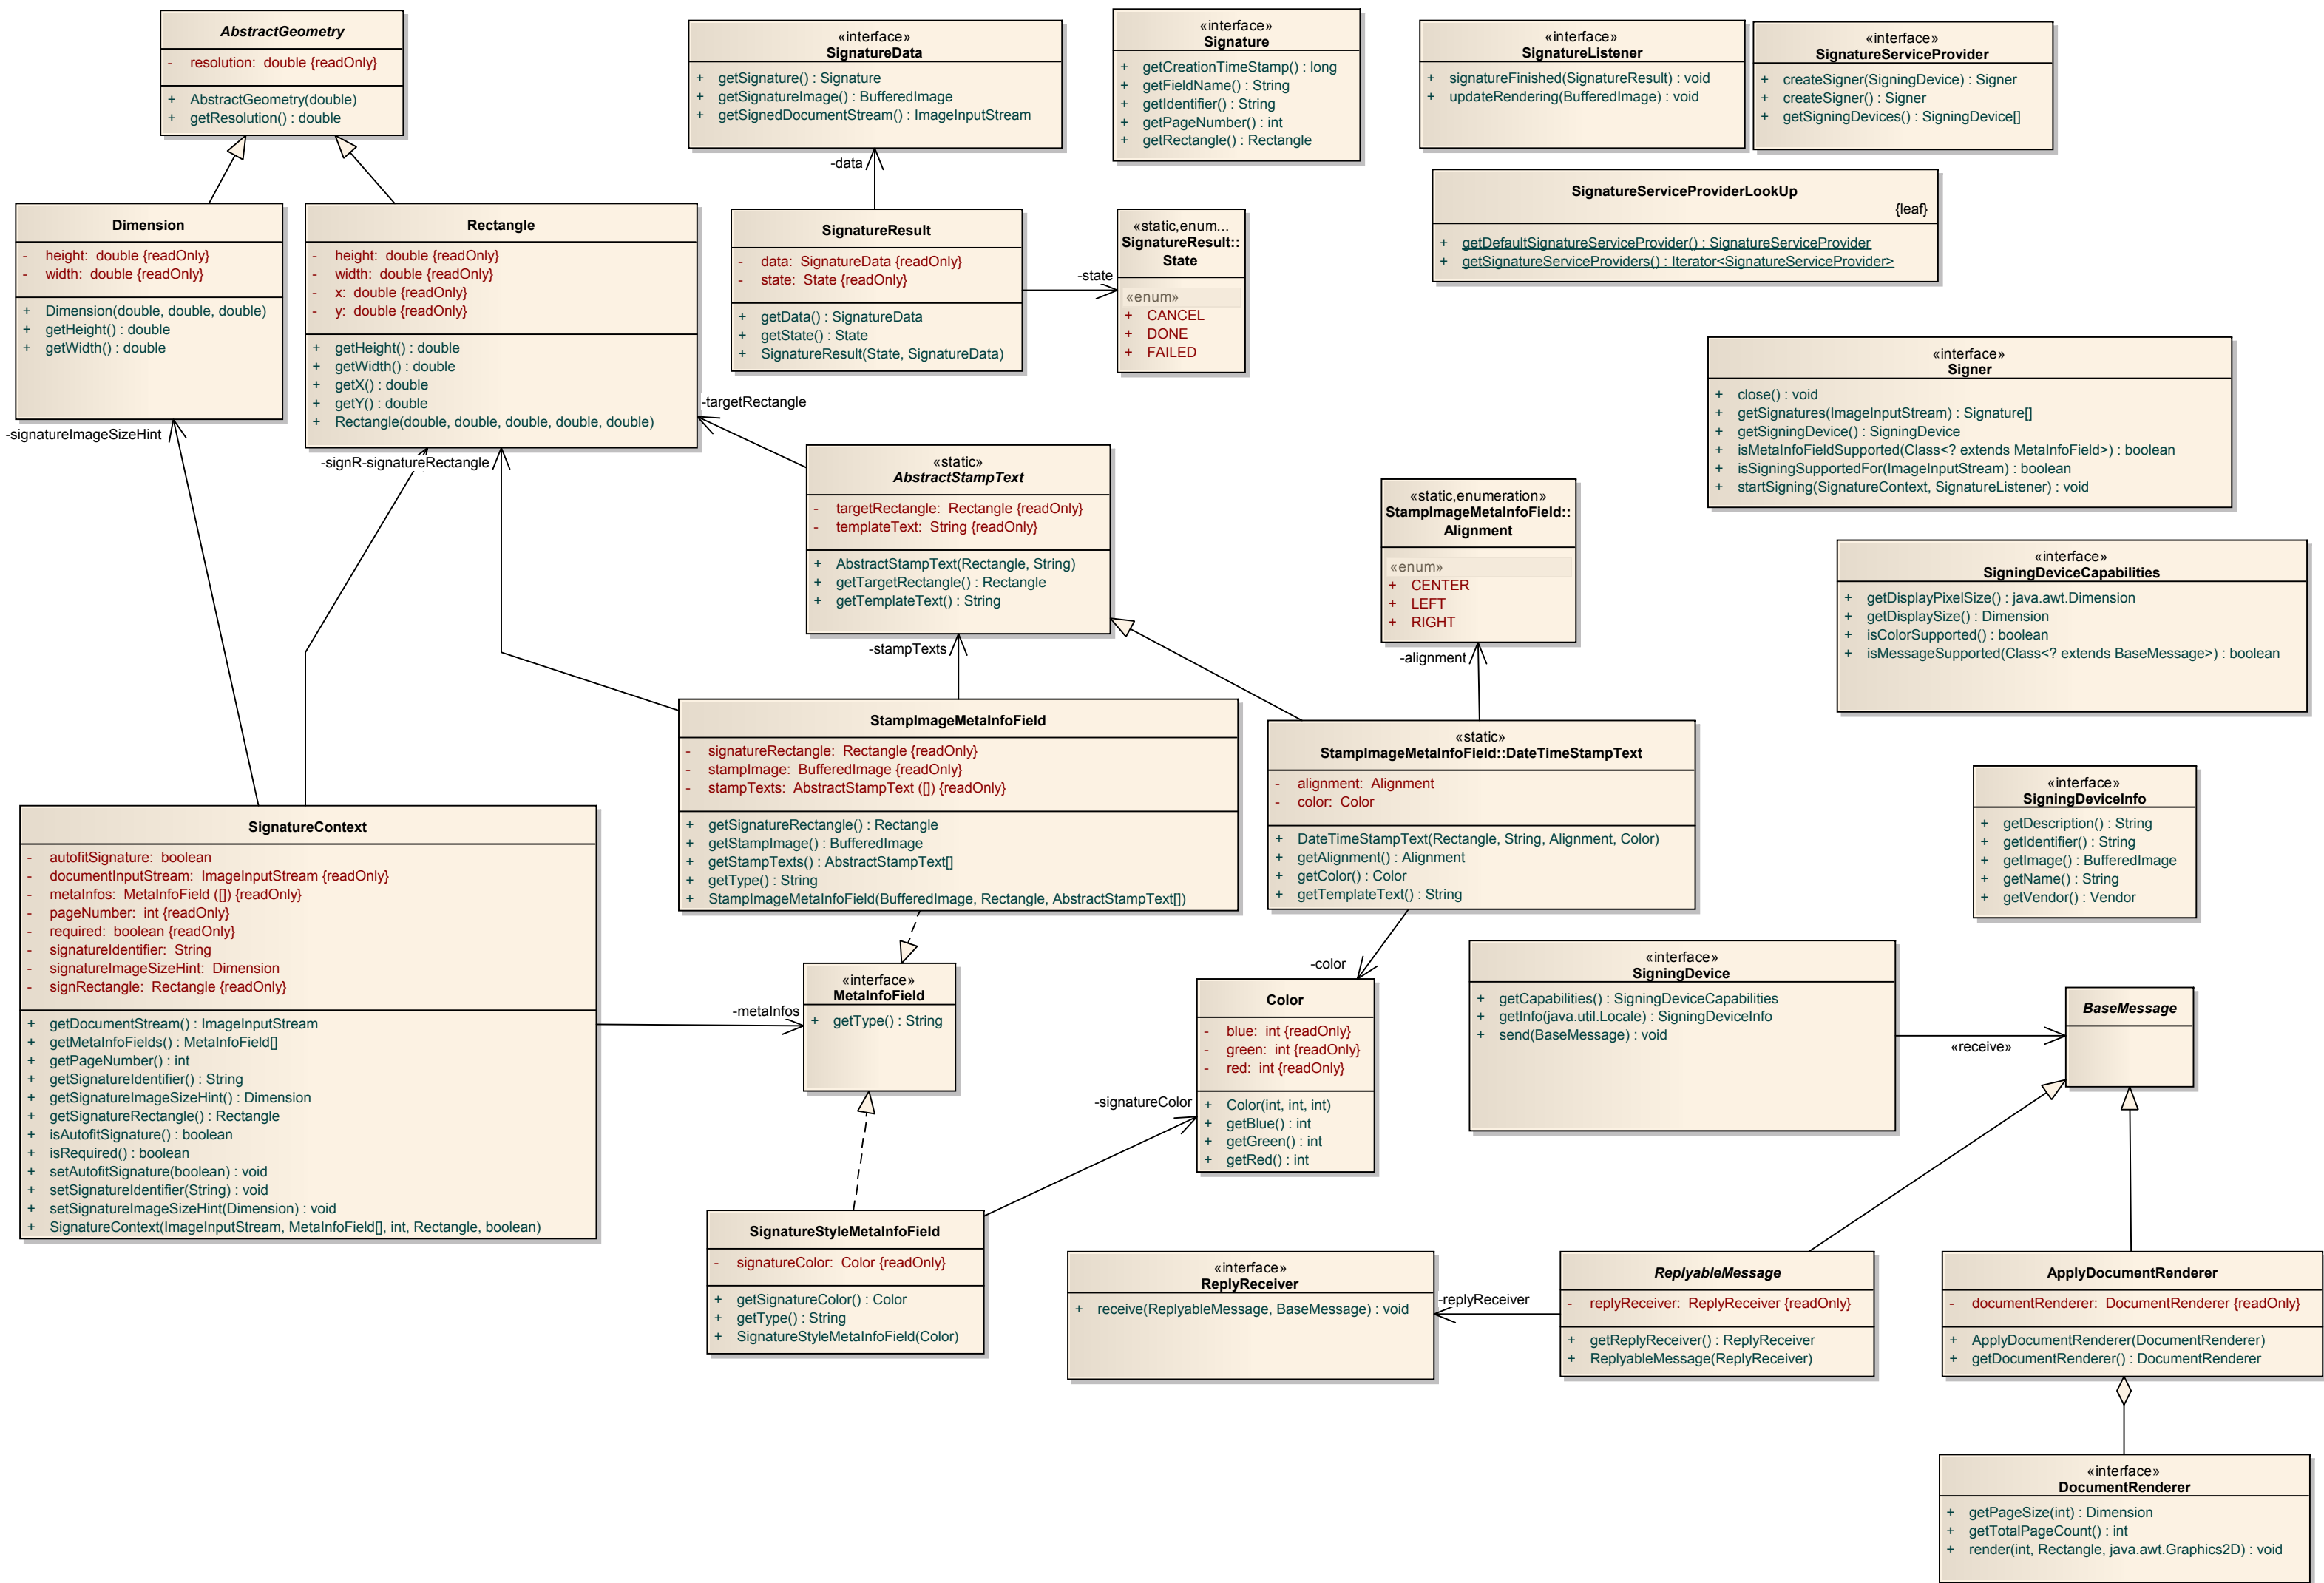 AbstractGeometry
- resolution: double {readOnly}
+ AbstractGeometry(double)
+ getResolution() : double
«interface»
SignatureData
+ getSignature() : Signature
+ getSignatureImage() : BufferedImage
+ getSignedDocumentStream() : ImageInputStream
«interface»
Signature
+ getCreationTimeStamp() : long
+ getFieldName() : String
+ getIdentifier() : String
+ getPageNumber() : int
+ getRectangle() : Rectangle
«interface»
SignatureListener
+ signatureFinished(SignatureResult) : void
+ updateRendering(BufferedImage) : void
«interface»
SignatureServiceProvider
+ createSigner(SigningDevice) : Signer
+ createSigner() : Signer
+ getSigningDevices() : SigningDevice[]
-data
SignatureServiceProviderLookUp
{leaf}
+ getDefaultSignatureServiceProvider() : SignatureServiceProvider
+ getSignatureServiceProviders() : Iterator<SignatureServiceProvider>
Dimension
- height: double {readOnly}
- width: double {readOnly}
+ Dimension(double, double, double)
+ getHeight() : double
+ getWidth() : double
Rectangle
- height: double {readOnly}
- width: double {readOnly}
- x: double {readOnly}
- y: double {readOnly}
+ getHeight() : double
+ getWidth() : double
+ getX() : double
+ getY() : double
+ Rectangle(double, double, double, double, double)
SignatureResult
- data: SignatureData {readOnly}
- state: State {readOnly}
+ getData() : SignatureData
+ getState() : State
+ SignatureResult(State, SignatureData)
-state
«static,enum...
SignatureResult::
State
«enum»
+ CANCEL
+ DONE
+ FAILED
«interface»
Signer
+ close() : void
+ getSignatures(ImageInputStream) : Signature[]
+ getSigningDevice() : SigningDevice
+ isMetaInfoFieldSupported(Class<? extends MetaInfoField>) : boolean
+ isSigningSupportedFor(ImageInputStream) : boolean
+ startSigning(SignatureContext, SignatureListener) : void
-targetRectangle
-signatureImageSizeHint
-signR-signatureRectangle
«static»
AbstractStampText
- targetRectangle: Rectangle {readOnly}
- templateText: String {readOnly}
+ AbstractStampText(Rectangle, String)
+ getTargetRectangle() : Rectangle
+ getTemplateText() : String
«static,enumeration»
StampImageMetaInfoField::
Alignment
«enum»
+ CENTER
+ LEFT
+ RIGHT
«interface»
SigningDeviceCapabilities
+ getDisplayPixelSize() : java.awt.Dimension
+ getDisplaySize() : Dimension
+ isColorSupported() : boolean
+ isMessageSupported(Class<? extends BaseMessage>) : boolean
-stampTexts
-alignment
StampImageMetaInfoField
- signatureRectangle: Rectangle {readOnly}
- stampImage: BufferedImage {readOnly}
- stampTexts: AbstractStampText ([]) {readOnly}
+ getSignatureRectangle() : Rectangle
+ getStampImage() : BufferedImage
+ getStampTexts() : AbstractStampText[]
+ getType() : String
+ StampImageMetaInfoField(BufferedImage, Rectangle, AbstractStampText[])
«static»
StampImageMetaInfoField::DateTimeStampText
- alignment: Alignment
- color: Color
+ DateTimeStampText(Rectangle, String, Alignment, Color)
+ getAlignment() : Alignment
+ getColor() : Color
+ getTemplateText() : String
«interface»
SigningDeviceInfo
+ getDescription() : String
+ getIdentifier() : String
+ getImage() : BufferedImage
+ getName() : String
+ getVendor() : Vendor
SignatureContext
- autofitSignature: boolean
- documentInputStream: ImageInputStream {readOnly}
- metaInfos: MetaInfoField ([]) {readOnly}
- pageNumber: int {readOnly}
- required: boolean {readOnly}
- signatureIdentifier: String
- signatureImageSizeHint: Dimension
- signRectangle: Rectangle {readOnly}
+ getDocumentStream() : ImageInputStream
+ getMetaInfoFields() : MetaInfoField[]
+ getPageNumber() : int
+ getSignatureIdentifier() : String
+ getSignatureImageSizeHint() : Dimension
+ getSignatureRectangle() : Rectangle
+ isAutofitSignature() : boolean
+ isRequired() : boolean
+ setAutofitSignature(boolean) : void
+ setSignatureIdentifier(String) : void
+ setSignatureImageSizeHint(Dimension) : void
+ SignatureContext(ImageInputStream, MetaInfoField[], int, Rectangle, boolean)
-metaInfos
«interface»
MetaInfoField
+ getType() : String
-color
Color
- blue: int {readOnly}
- green: int {readOnly}
- red: int {readOnly}
+ Color(int, int, int)
+ getBlue() : int
+ getGreen() : int
+ getRed() : int
«interface»
SigningDevice
+ getCapabilities() : SigningDeviceCapabilities
+ getInfo(java.util.Locale) : SigningDeviceInfo
+ send(BaseMessage) : void
«receive»
BaseMessage
-signatureColor
SignatureStyleMetaInfoField
- signatureColor: Color {readOnly}
+ getSignatureColor() : Color
+ getType() : String
+ SignatureStyleMetaInfoField(Color)
«interface»
ReplyReceiver
+ receive(ReplyableMessage, BaseMessage) : void
-replyReceiver
ReplyableMessage
- replyReceiver: ReplyReceiver {readOnly}
+ getReplyReceiver() : ReplyReceiver
+ ReplyableMessage(ReplyReceiver)
ApplyDocumentRenderer
- documentRenderer: DocumentRenderer {readOnly}
+ ApplyDocumentRenderer(DocumentRenderer)
+ getDocumentRenderer() : DocumentRenderer
«interface»
DocumentRenderer
+ getPageSize(int) : Dimension
+ getTotalPageCount() : int
+ render(int, Rectangle, java.awt.Graphics2D) : void